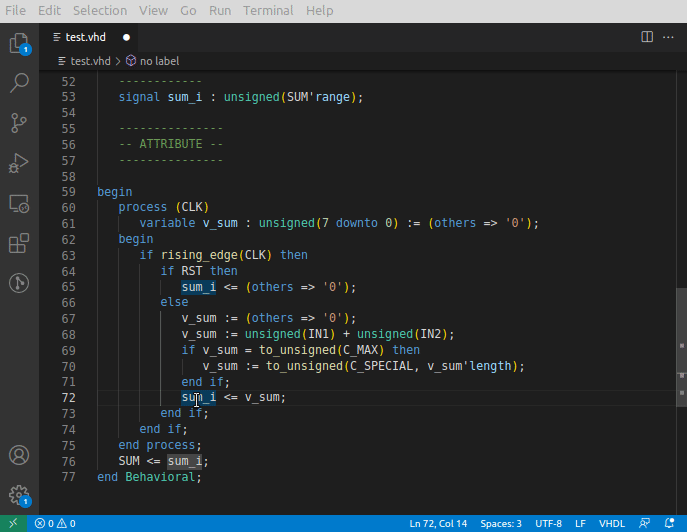 File Edit Selection View Go Run Terminal Help
test.vhd
test.vhd > no label
52 ------------
53 signal sum_i : unsigned(SUM'range);
54
55 ---------------
56 -- ATTRIBUTE --
57 ---------------
58
59 begin
60 process (CLK)
61 variable v_sum : unsigned(7 downto 0) := (others => '0');
62 begin
63 if rising_edge(CLK) then
64 if RST then
65 sum_i <= (others => '0');
66 else
67 v_sum := (others => '0');
68 v_sum := unsigned(IN1) + unsigned(IN2);
69 if v_sum = to_unsigned(C_MAX) then
70 v_sum := to_unsigned(C_SPECIAL, v_sum'length);
71 end if;
72 sum_i <= v_sum;
73 end if;
74 end if;
75 end process;
76 SUM <= sum_i;
77 end Behavioral;
1
1
0 0 Ln 72, Col 14 Spaces: 3 UTF-8 LF VHDL